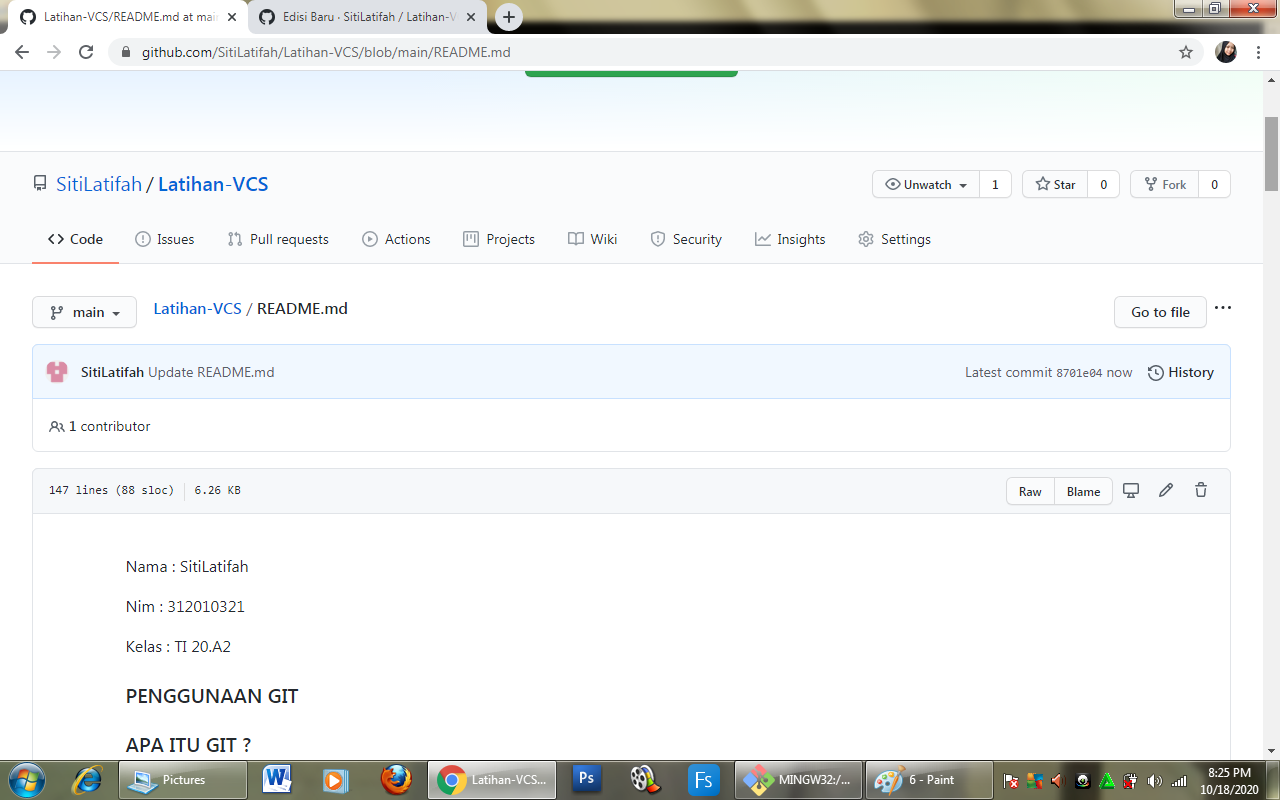 Latihan-VCS/README.md at mai
Edisi Baru · SitiLatifah / Latihan-V
github.com/SitiLatifah/Latihan-VCS/blob/main/README.md
SitiLatifah / Latihan-VCS
Unwatch 1 Star 0 Fork 0
Code Issues Pull requests Actions Projects Wiki Security Insights Settings
main Latihan-VCS / README.md Go to file ...
SitiLatifah Update README.md Latest commit 8701e04 now History
1 contributor
147 lines (88 sloc) 6.26 KB Raw Blame
Nama : SitiLatifah
Nim : 312010321
Kelas : TI 20.A2
PENGGUNAAN GIT
APA ITU GIT ?
Pictures Latihan-VCS... Ps Fs MINGW32:/... 6 - Paint 8:25 PM
10/18/2020